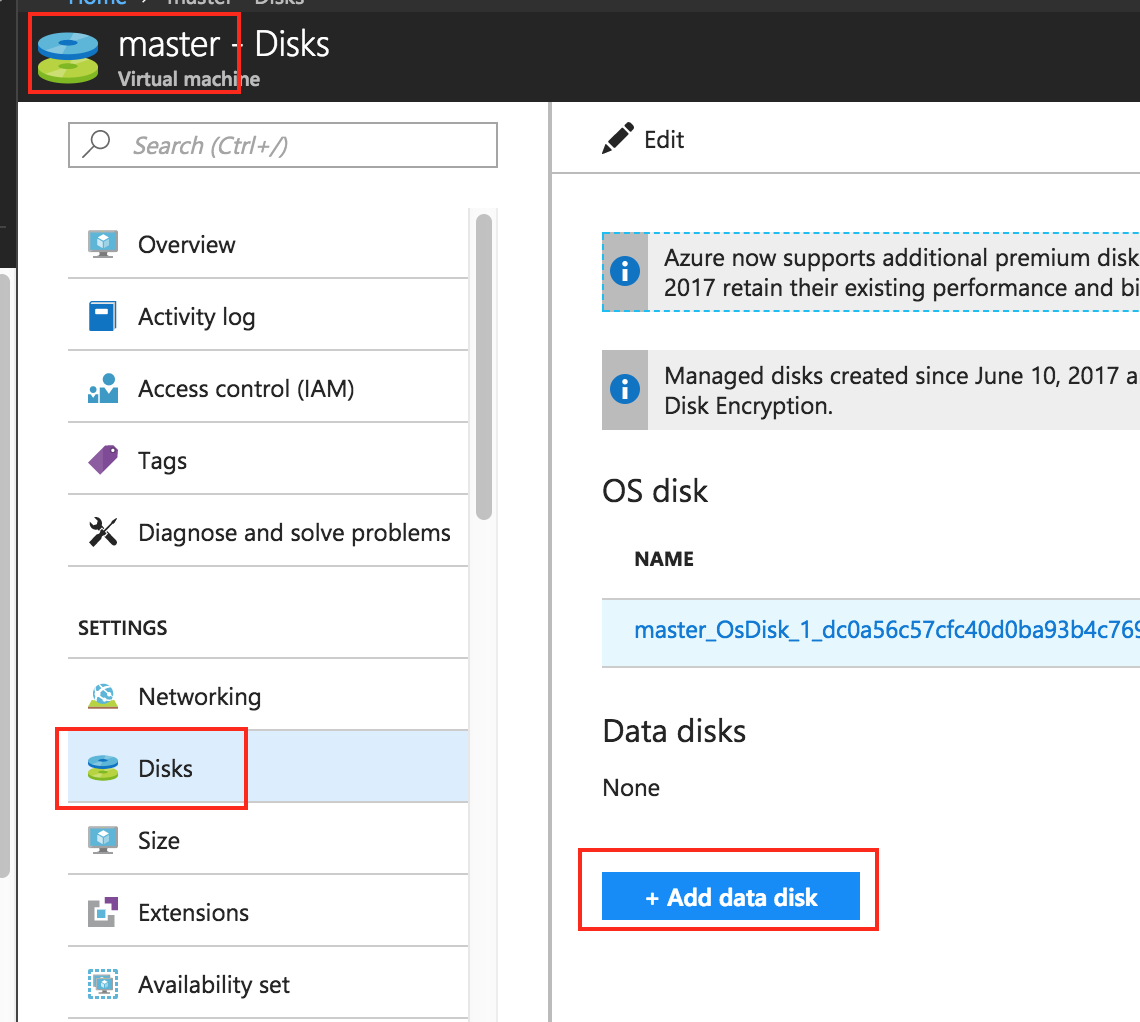 Home > master - Disks
master - Disks
Virtual machine
Search (Ctrl+/)
Overview
Activity log
Access control (IAM)
Tags
Diagnose and solve problems
SETTINGS
Networking
Disks
Size
Extensions
Availability set
Edit
Azure now supports additional premium disk
2017 retain their existing performance and bi
Managed disks created since June 10, 2017 a
Disk Encryption.
OS disk
NAME
master_OsDisk_1_dc0a56c57cfc40d0ba93b4c769
Data disks
None
+ Add data disk